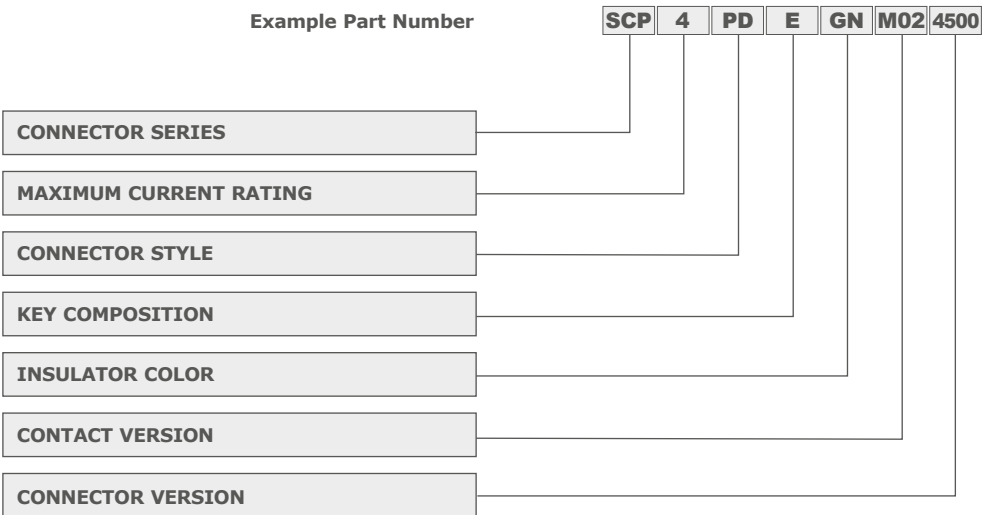 Example Part Number SCP 4 PD E GN M02 4500
CONNECTOR SERIES
MAXIMUM CURRENT RATING
CONNECTOR STYLE
KEY COMPOSITION
INSULATOR COLOR
CONTACT VERSION
CONNECTOR VERSION